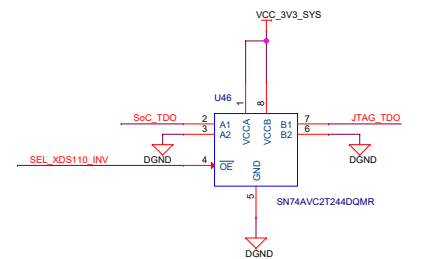 VCC_3V3_SYS
U46
1
8
SoC_TDO
2
A1
VCCA
VCCB
B1
7
JTAG_TDO
3
A2
B2
6
DGND
DGND
SEL_XDS110_INV
4
OE
GND
5
SN74AVC2T244DQMR
DGND